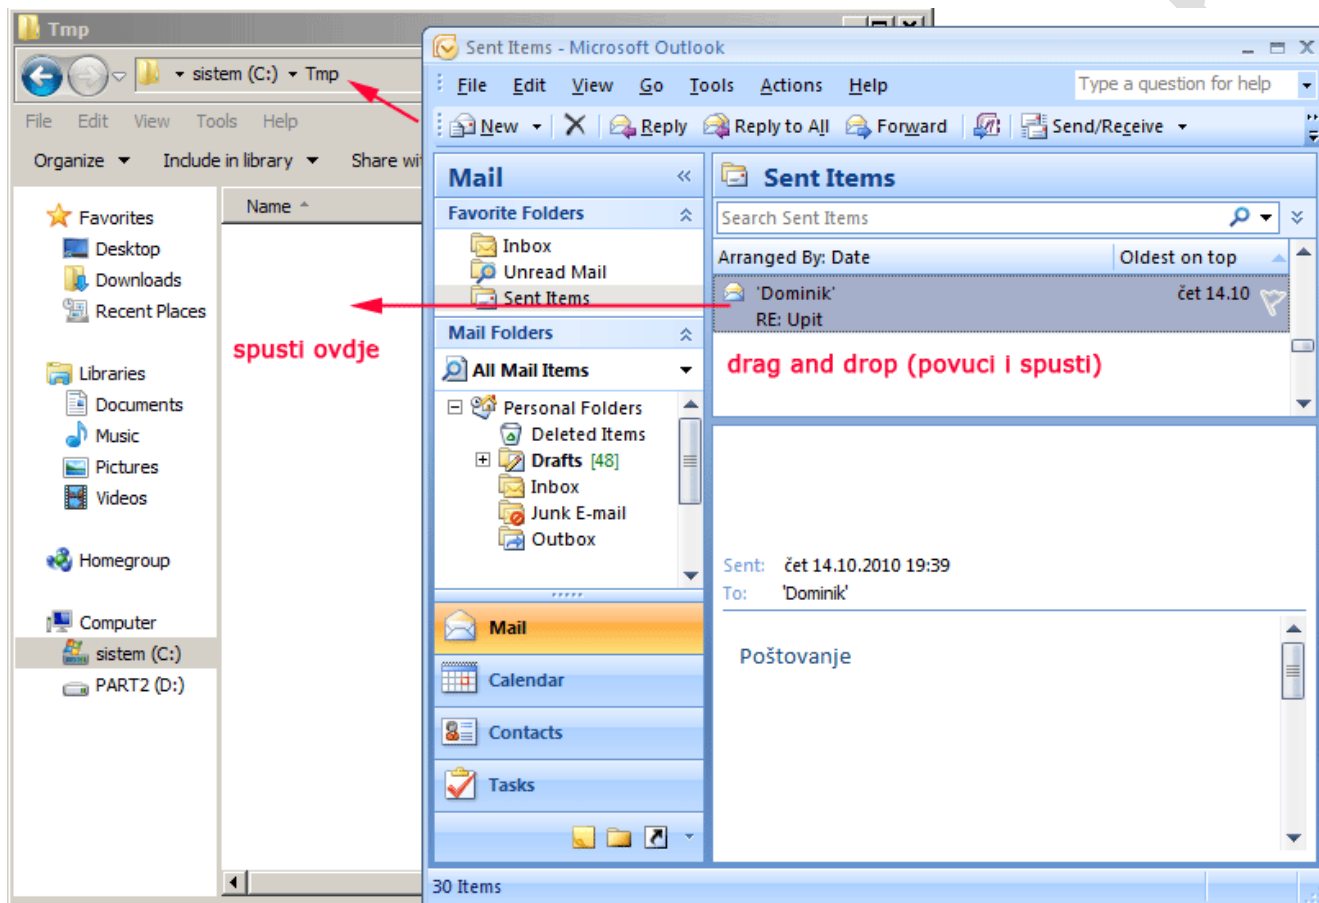 Tmp
sistem (C:) Tmp
File Edit View Tools Help
Organize Include in library Share wi
Name
Favorites
Desktop
Downloads
Recent Places
Libraries
Documents
Music
Pictures
Videos
Homegroup
Computer
sistem (C:)
PART2 (D:)
spusti ovdje
Sent Items - Microsoft Outlook
File Edit View Go Tools Actions Help
Type a question for help
New Reply Reply to All Forward Send/Receive
Mail
Favorite Folders
Inbox
Unread Mail
Sent Items
Mail Folders
All Mail Items
Personal Folders
Deleted Items
Drafts [48]
Inbox
Junk E-mail
Outbox
Mail
Calendar
Contacts
Tasks
Sent Items
Search Sent Items
Arranged By: Date Oldest on top
'Dominik' čet 14.10
RE: Upit
drag and drop (povuci i spusti)
Sent: čet 14.10.2010 19:39
To: 'Dominik'
Poštovanje
30 Items